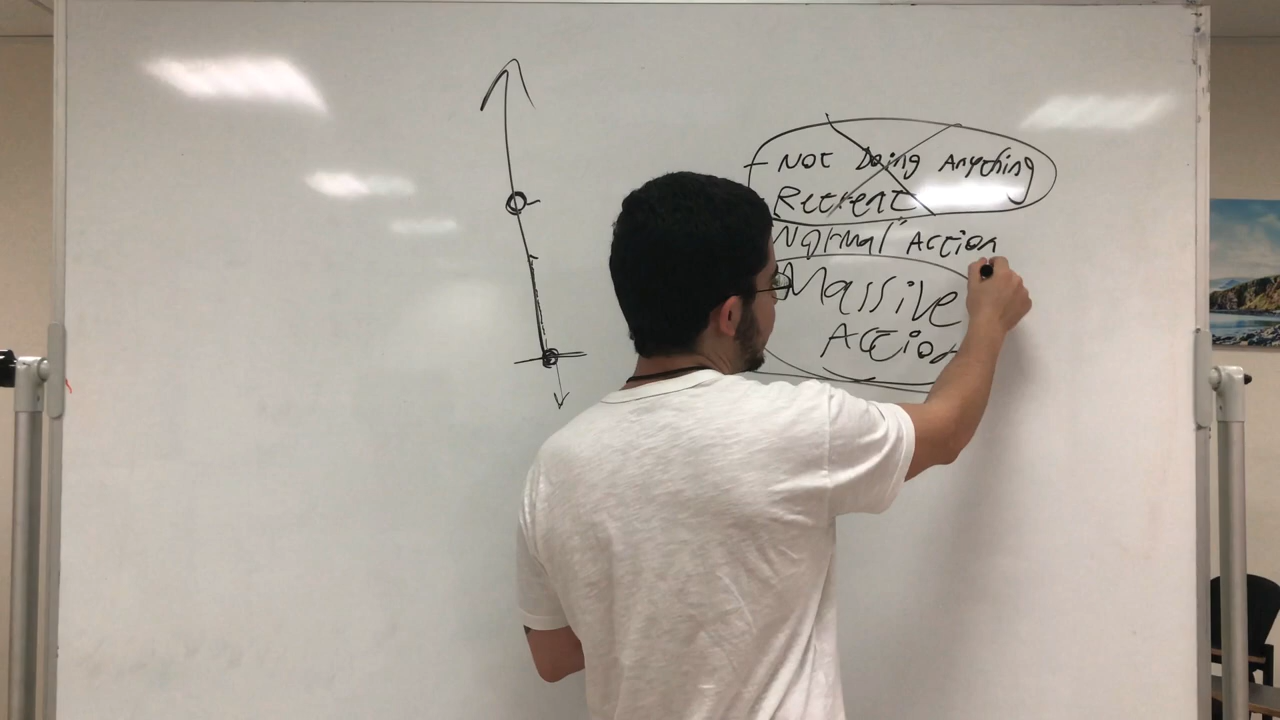 - Not Doing Anything
Retreat
Normal Action
Massive
Action